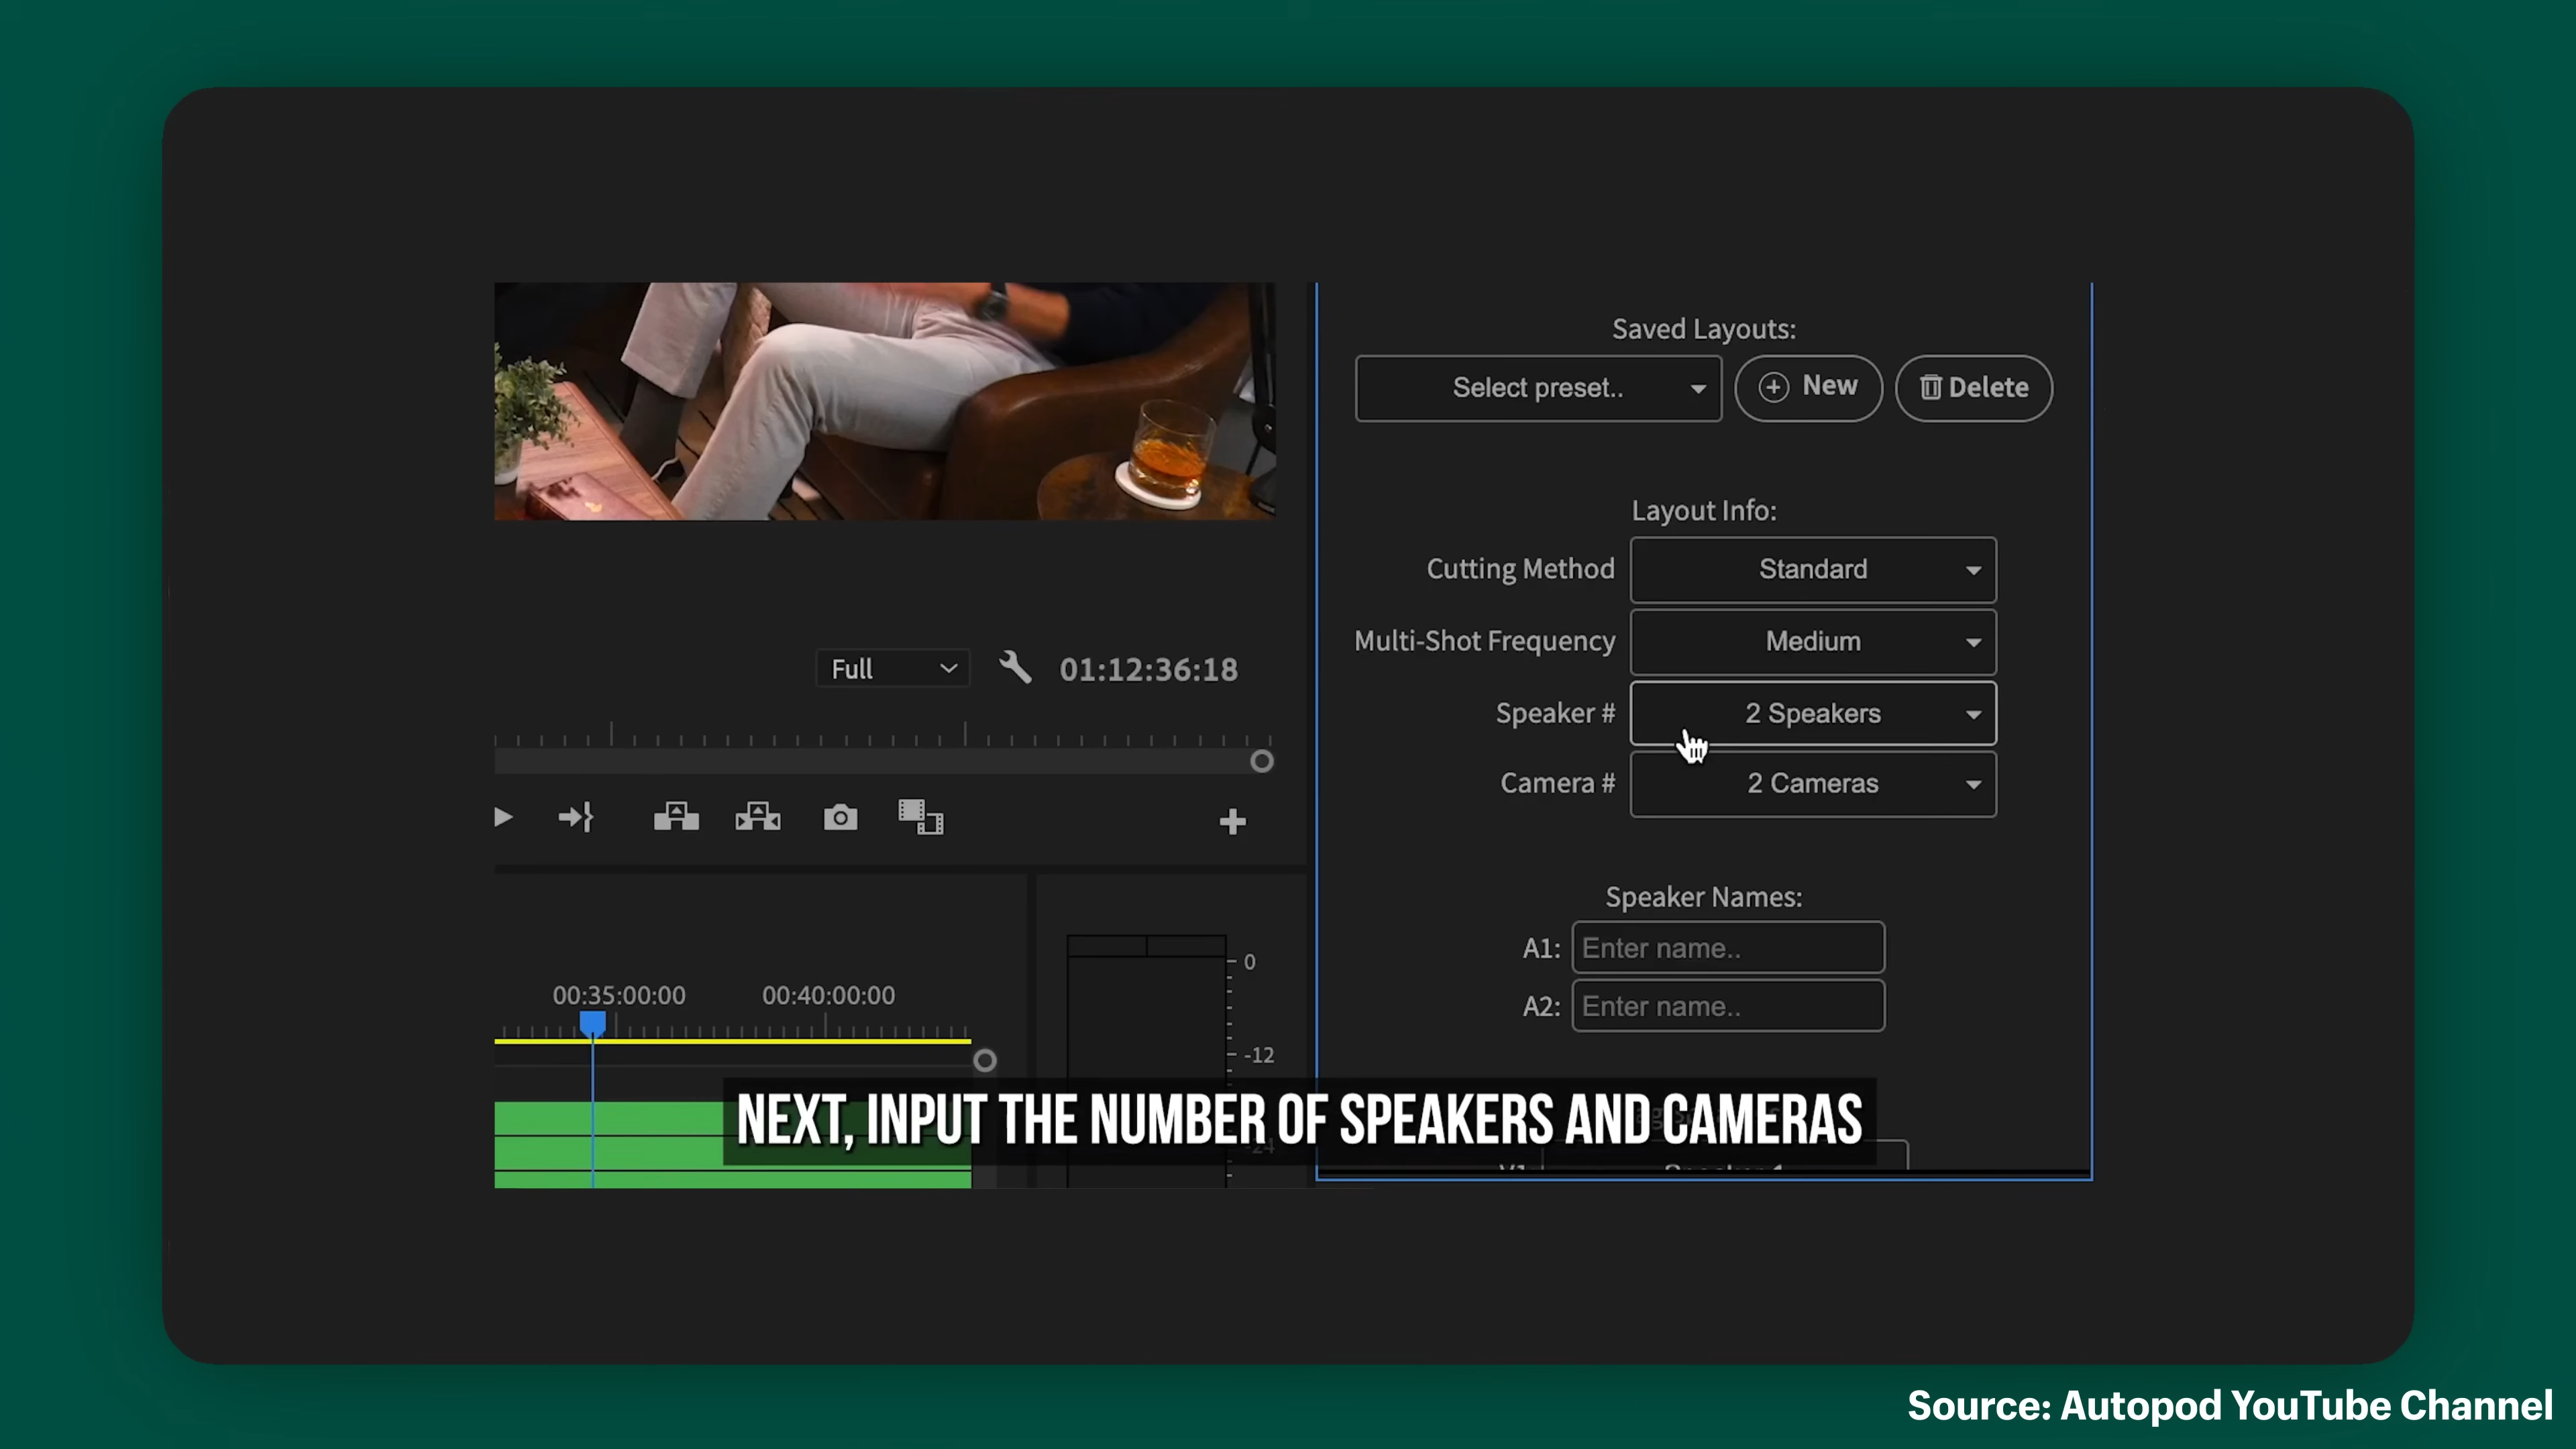 Saved Layouts:
Select preset..
New
Delete
Layout Info:
Cutting Method
Standard
Multi-Shot Frequency
Medium
Full
01:12:36:18
Speaker #
2 Speakers
Camera #
2 Cameras
Speaker Names:
A1:
Enter name..
A2:
Enter name..
00:35:00:00
00:40:00:00
0
-12
-24
NEXT, INPUT THE NUMBER OF SPEAKERS AND CAMERAS
Source: Autopod YouTube Channel